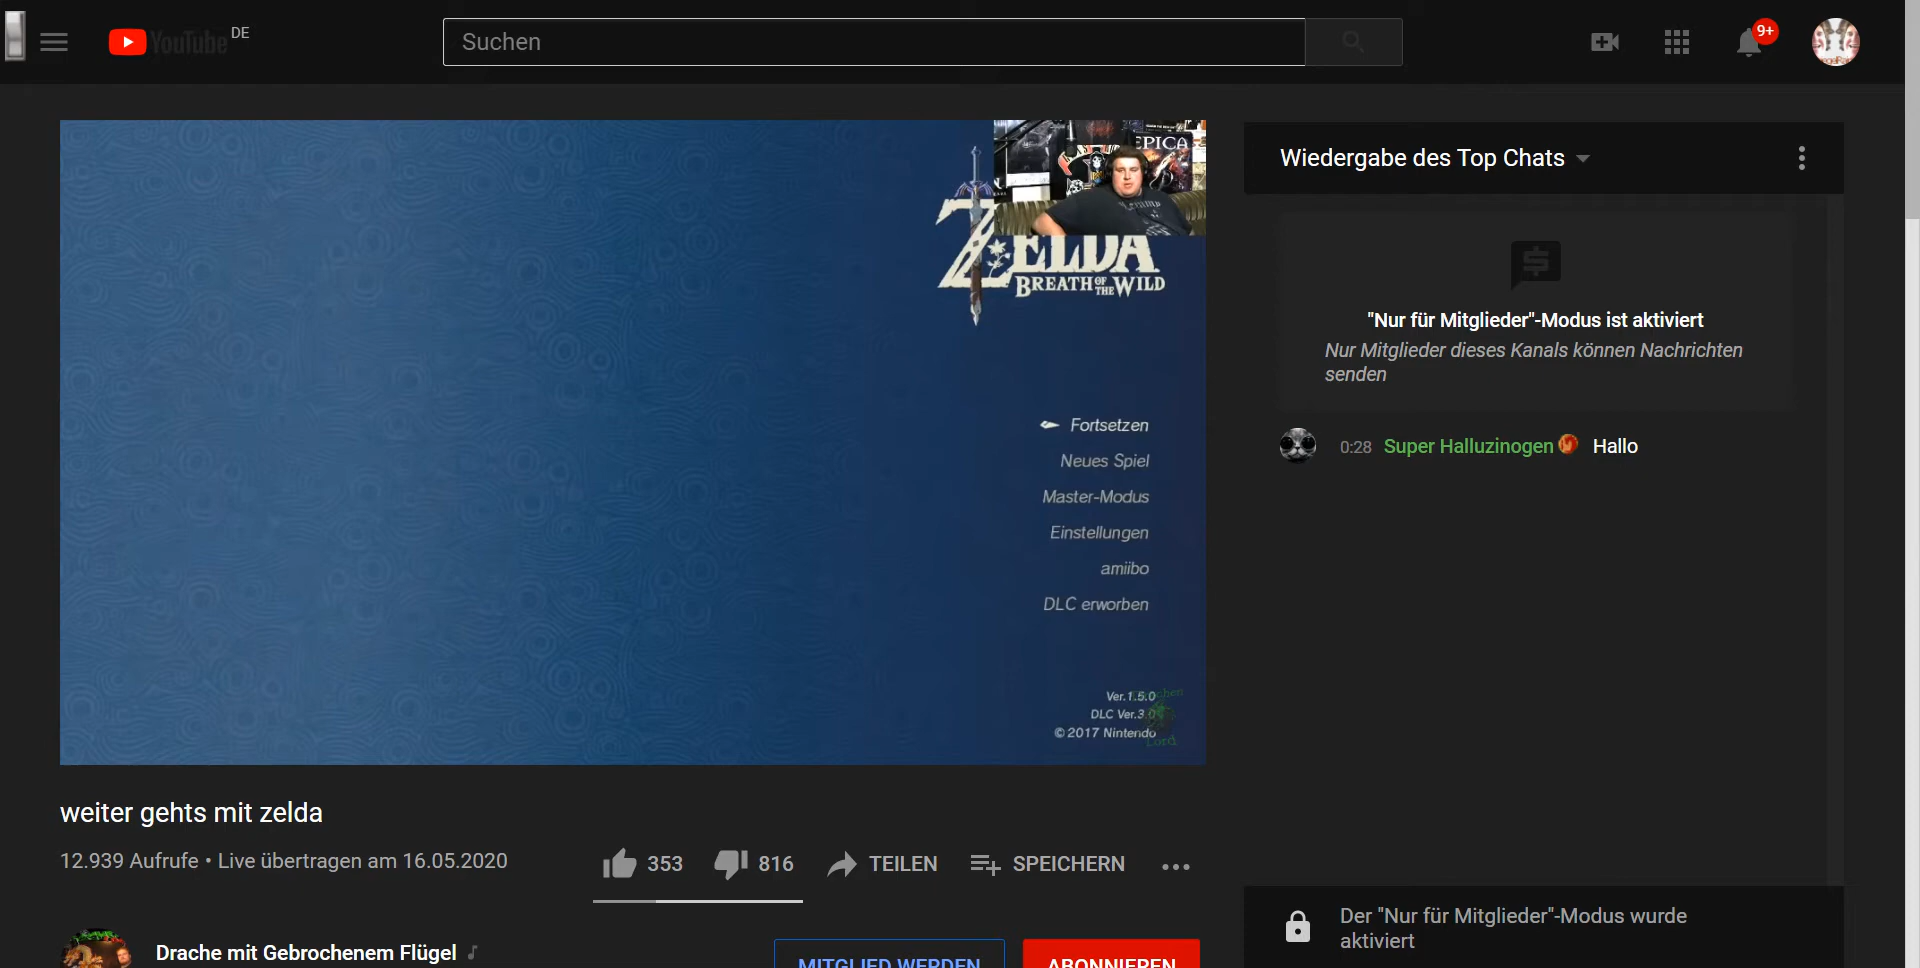 YouTube DE
Suchen
9+
EPICA
ZELDA
BREATH OF THE WILD
Fortsetzen
Neues Spiel
Master-Modus
Einstellungen
amiibo
DLC erworben
Ver.1.5.0
DLC Ver.3.0
© 2017 Nintendo
Lord
Wiedergabe des Top Chats
"Nur für Mitglieder"-Modus ist aktiviert
Nur Mitglieder dieses Kanals können Nachrichten
senden
0:28 Super Halluzinogen Hallo
Der "Nur für Mitglieder"-Modus wurde
aktiviert
weiter gehts mit zelda
12.939 Aufrufe • Live übertragen am 16.05.2020
353 816 TEILEN SPEICHERN
Drache mit Gebrochenem Flügel
MITGLIED WERDEN ABONNIEREN